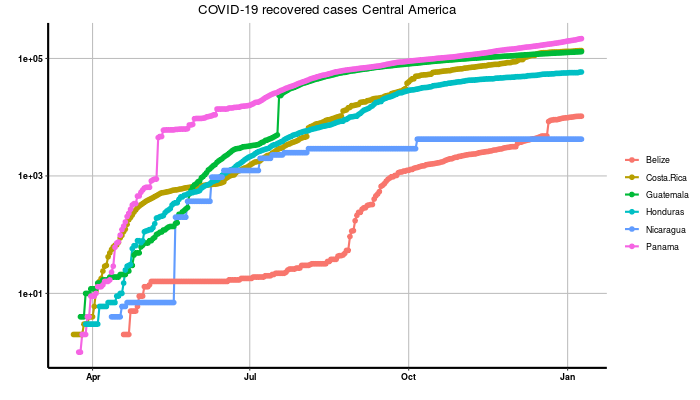 COVID-19 recovered cases Central America
1e+05
1e+03
1e+01
Apr
Jul
Oct
Jan
Belize
Costa.Rica
Guatemala
Honduras
Nicaragua
Panama